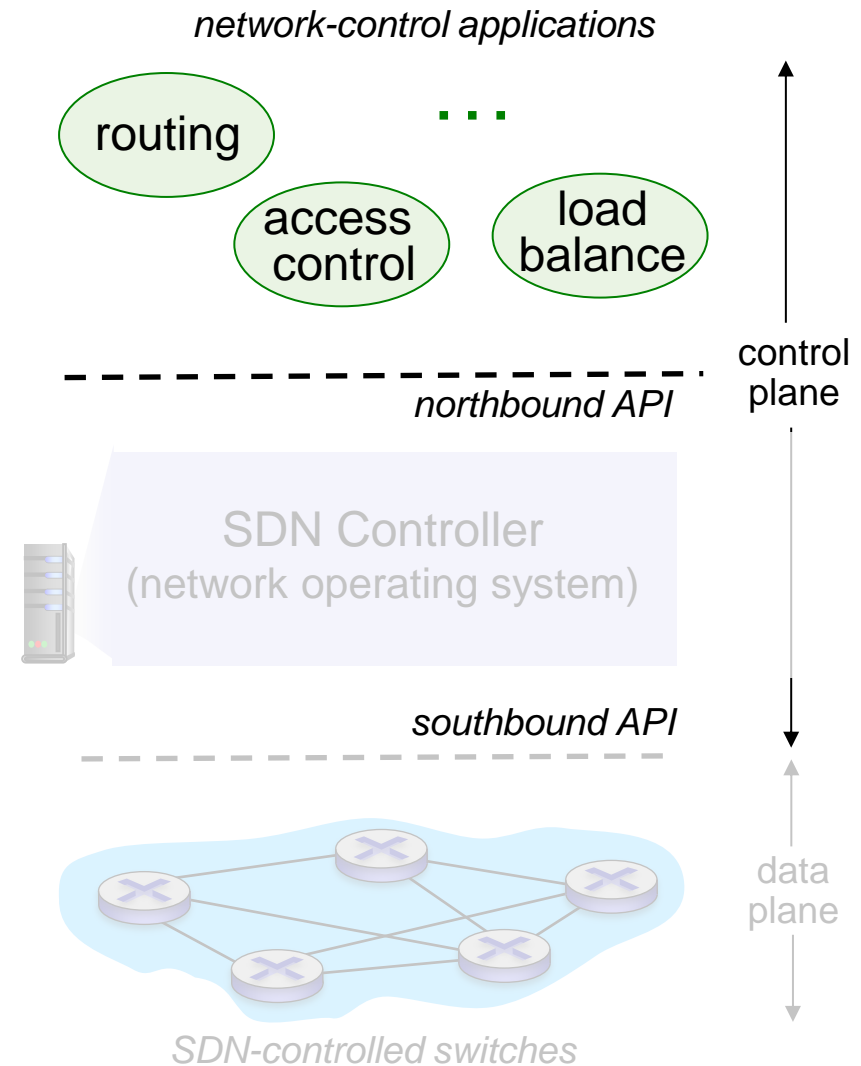 network-control applications
routing
. . .
access
control
load
balance
control
plane
northbound API
SDN Controller
(network operating system)
southbound API
data
plane
SDN-controlled switches